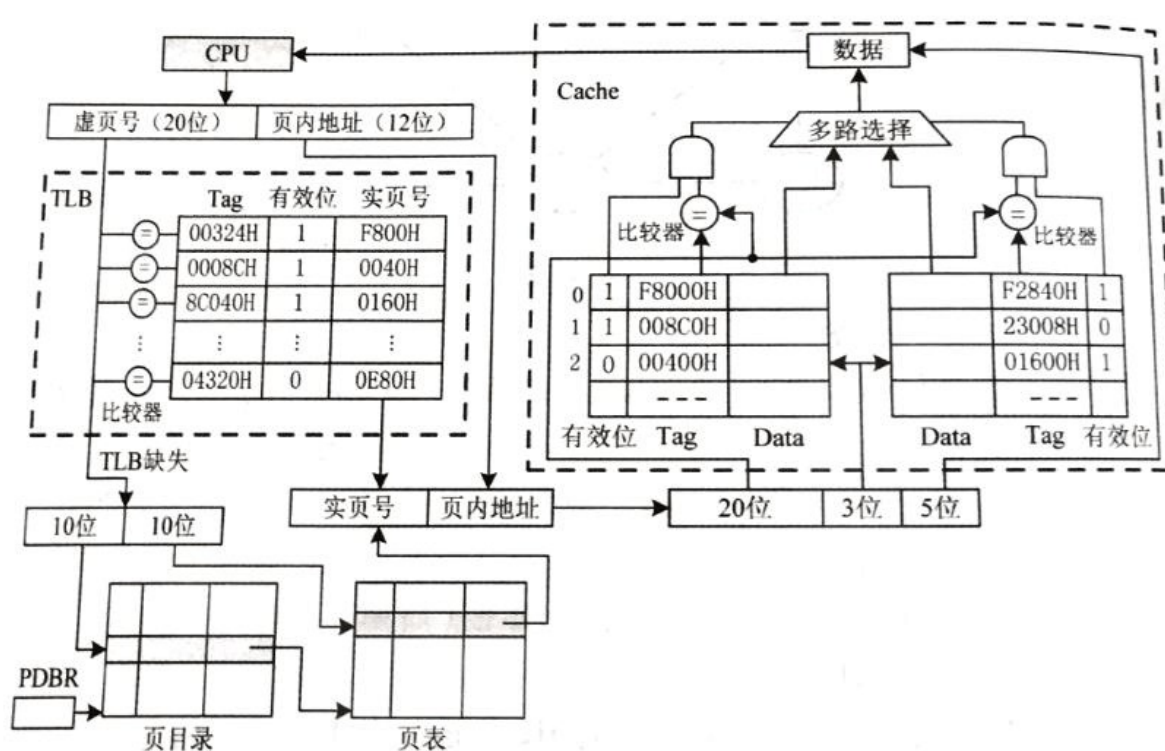 CPU
数据
Cache
虚页号（20位） 页内地址（12位）
多路选择
TLB
Tag 有效位 实页号
= 00324H 1 F800H
= 0008CH 1 0040H
= 8C040H 1 0160H
⋮ ⋮ ⋮ ⋮
= 04320H 0 0E80H
比较器
= 比较器
= 比较器
0 1 F8000H
1 1 008C0H
2 0 00400H
----
F2840H 1
23008H 0
01600H 1
----
有效位 Tag Data
Data Tag 有效位
TLB缺失
实页号 页内地址
20位 3位 5位
10位 10位
PDBR
页目录
页表